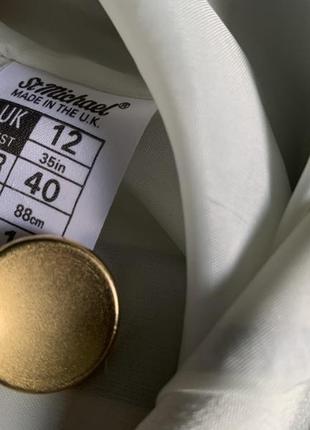 St Michael®
MADE IN THE U.K.
UK 12
35in
40
88cm